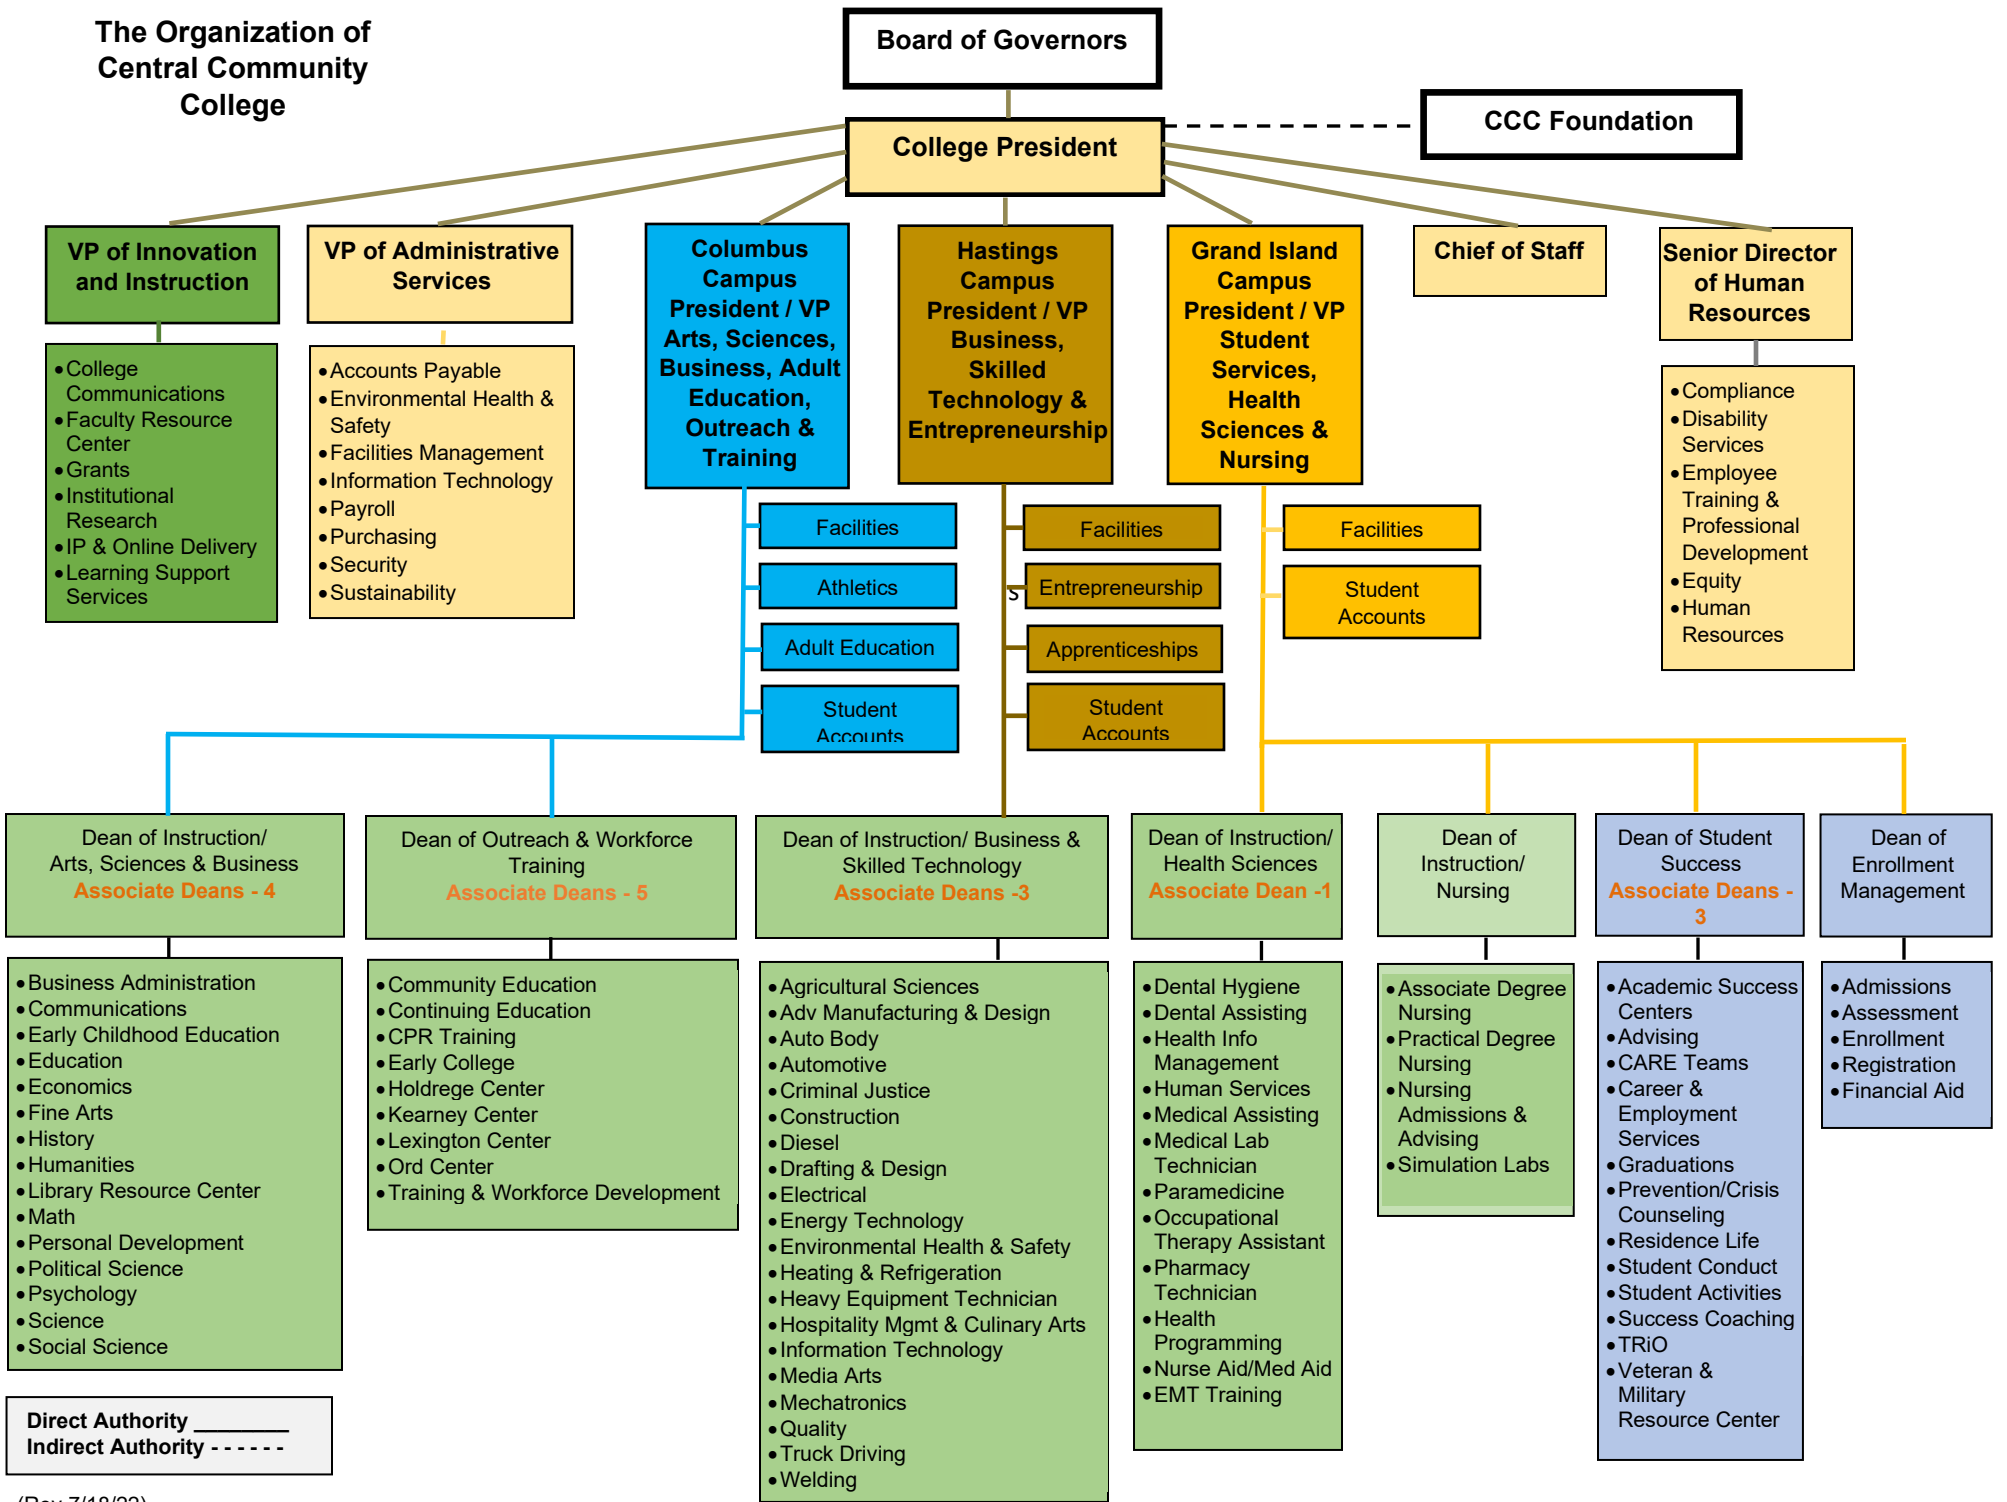 The Organization of
Central Community
College
Board of Governors
CCC Foundation
College President
VP of Innovation
and Instruction
VP of Administrative
Services
Columbus
Campus
President / VP
Arts, Sciences,
Business, Adult
Education,
Outreach &
Training
Hastings
Campus
President / VP
Business,
Skilled
Technology &
Entrepreneurship
Grand Island
Campus
President / VP
Student
Services,
Health
Sciences &
Nursing
Chief of Staff
Senior Director
of Human
Resources
•College
Communications
•Faculty Resource
Center
•Grants
•Institutional
Research
•IP & Online Delivery
•Learning Support
Services
•Accounts Payable
•Environmental Health &
Safety
•Facilities Management
•Information Technology
•Payroll
•Purchasing
•Security
•Sustainability
•Compliance
•Disability
Services
•Employee
Training &
Professional
Development
•Equity
•Human
Resources
Facilities
Athletics
Adult Education
Student
Accounts
Facilities
s
Entrepreneurship
Apprenticeships
Student
Accounts
Facilities
Student
Accounts
Dean of Instruction/
Arts, Sciences & Business
Associate Deans - 4
Dean of Outreach & Workforce
Training
Associate Deans - 5
Dean of Instruction/ Business &
Skilled Technology
Associate Deans -3
Dean of Instruction/
Health Sciences
Associate Dean -1
Dean of
Instruction/
Nursing
Dean of Student
Success
Associate Deans -
3
Dean of
Enrollment
Management
•Business Administration
•Communications
•Early Childhood Education
•Education
•Economics
•Fine Arts
•History
•Humanities
•Library Resource Center
•Math
•Personal Development
•Political Science
•Psychology
•Science
•Social Science
•Community Education
•Continuing Education
•CPR Training
•Early College
•Holdrege Center
•Kearney Center
•Lexington Center
•Ord Center
•Training & Workforce Development
•Agricultural Sciences
•Adv Manufacturing & Design
•Auto Body
•Automotive
•Criminal Justice
•Construction
•Diesel
•Drafting & Design
•Electrical
•Energy Technology
•Environmental Health & Safety
•Heating & Refrigeration
•Heavy Equipment Technician
•Hospitality Mgmt & Culinary Arts
•Information Technology
•Media Arts
•Mechatronics
•Quality
•Truck Driving
•Welding
•Dental Hygiene
•Dental Assisting
•Health Info
Management
•Human Services
•Medical Assisting
•Medical Lab
Technician
•Paramedicine
•Occupational
Therapy Assistant
•Pharmacy
Technician
•Health
Programming
•Nurse Aid/Med Aid
•EMT Training
•Associate Degree
Nursing
•Practical Degree
Nursing
•Nursing
Admissions &
Advising
•Simulation Labs
•Academic Success
Centers
•Advising
•CARE Teams
•Career &
Employment
Services
•Graduations
•Prevention/Crisis
Counseling
•Residence Life
•Student Conduct
•Student Activities
•Success Coaching
•TRiO
•Veteran &
Military
Resource Center
•Admissions
•Assessment
•Enrollment
•Registration
•Financial Aid
Direct Authority ________
Indirect Authority - - - - - -